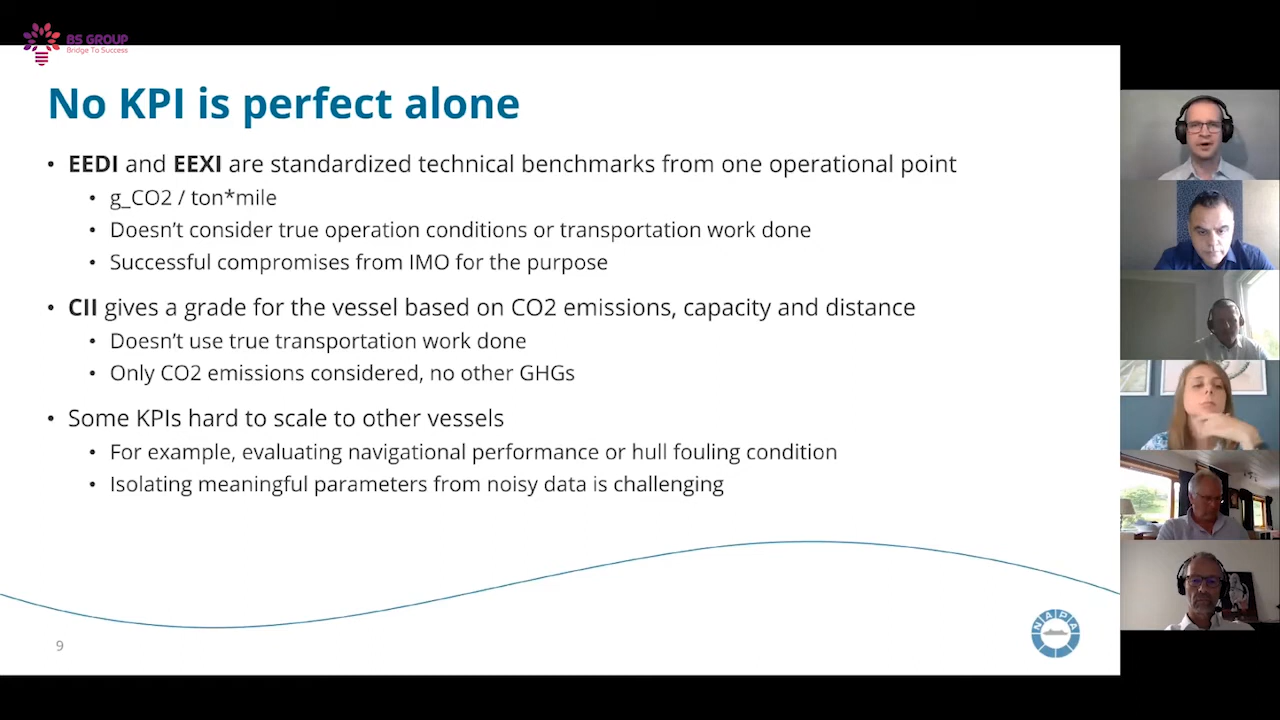 BS GROUP
Bridge To Success
No KPI is perfect alone
• EEDI and EEXI are standardized technical benchmarks from one operational point
• g_CO2 / ton*mile
• Doesn't consider true operation conditions or transportation work done
• Successful compromises from IMO for the purpose
• CII gives a grade for the vessel based on CO2 emissions, capacity and distance
• Doesn't use true transportation work done
• Only CO2 emissions considered, no other GHGs
• Some KPIs hard to scale to other vessels
• For example, evaluating navigational performance or hull fouling condition
• Isolating meaningful parameters from noisy data is challenging
9
NAPA